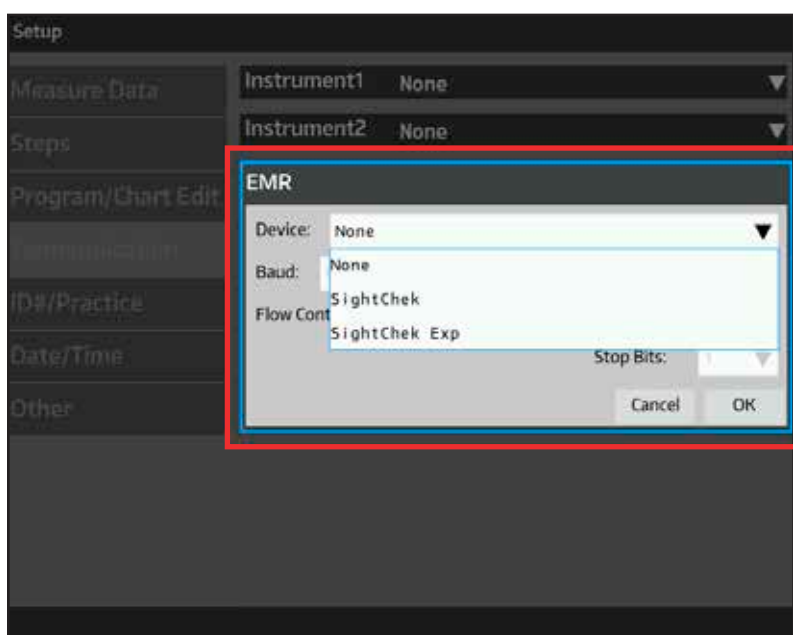 Setup
Measure Data
Instrument1 None
Steps
Instrument2 None
Program/Chart Edit
EMR
Device: None
None
Baud:
SightChek
ID#/Practice
Flow Cont
SightChek Exp
Date/Time
Stop Bits: 1
Other
Cancel OK